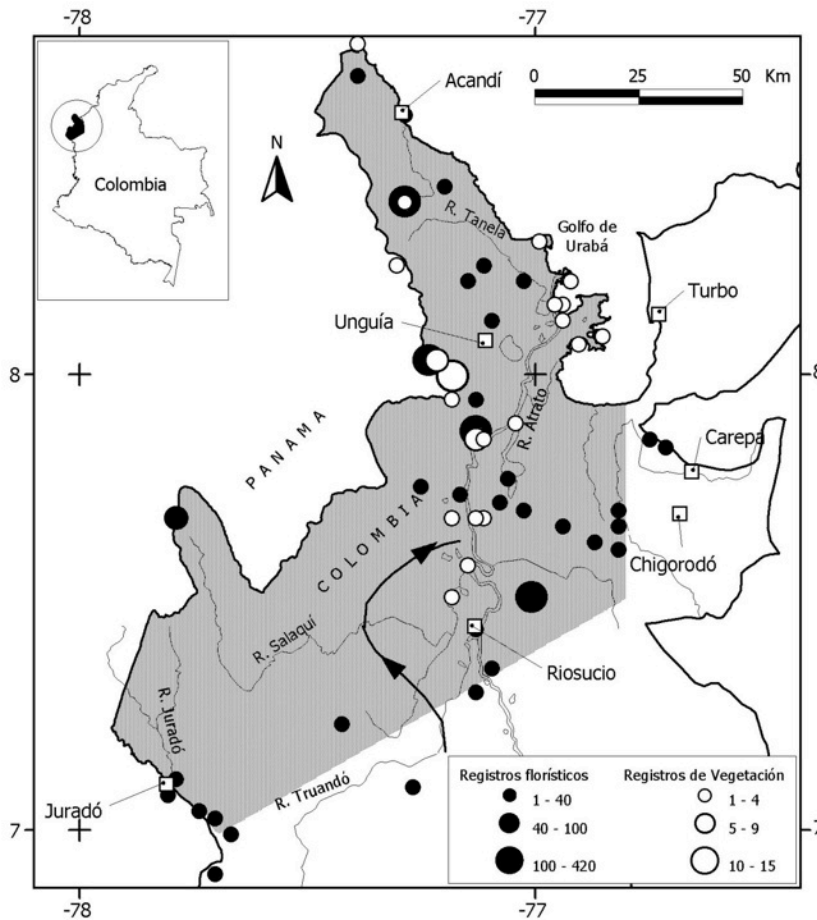 -78
-77
Acandí
0 25 50 Km
N
Colombia
R. Tanela
Golfo de
Urabá
Turbo
Unguía
8
8
R. Atrato
Carepa
PANAMA
COLOMBIA
Chigorodó
R. Salaquí
Riosucio
R. Juradó
Juradó
R. Truandó
Registros florísticos
1 - 40
40 - 100
100 - 420
Registros de Vegetación
1 - 4
5 - 9
10 - 15
7
7
-78
-77